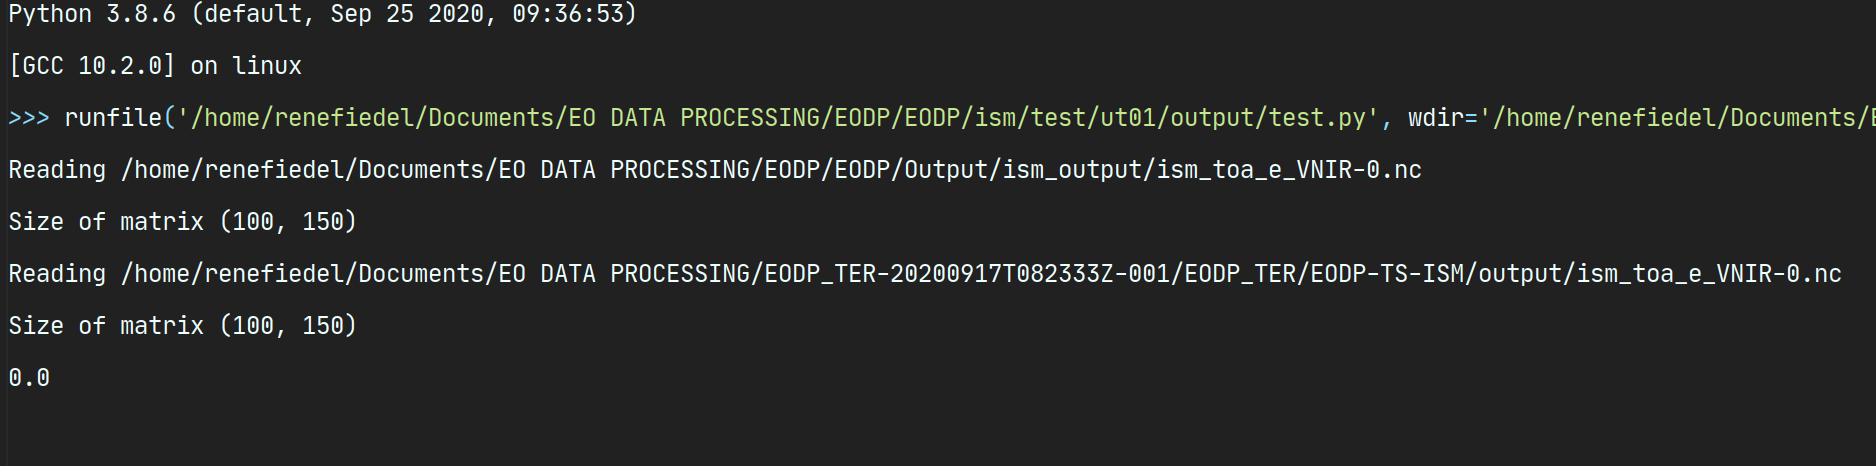 Python 3.8.6 (default, Sep 25 2020, 09:36:53)
[GCC 10.2.0] on linux
>>> runfile('/home/renefiedel/Documents/EO DATA PROCESSING/EODP/EODP/ism/test/ut01/output/test.py', wdir='/home/renefiedel/Documents/
Reading /home/renefiedel/Documents/EO DATA PROCESSING/EODP/EODP/Output/ism_output/ism_toa_e_VNIR-0.nc
Size of matrix (100, 150)
Reading /home/renefiedel/Documents/EO DATA PROCESSING/EODP_TER-20200917T082333Z-001/EODP_TER/EODP-TS-ISM/output/ism_toa_e_VNIR-0.nc
Size of matrix (100, 150)
0.0